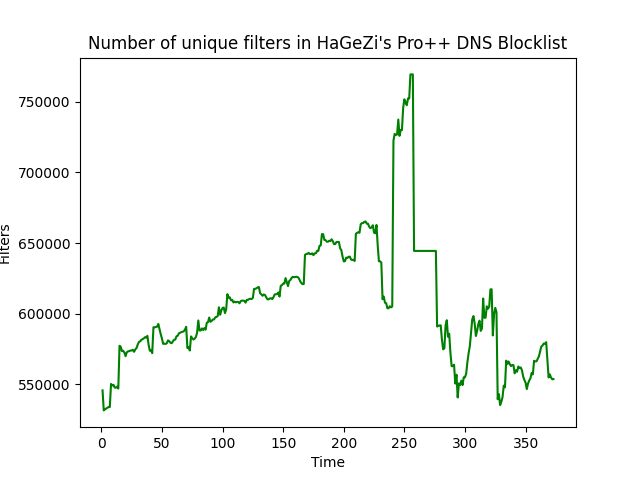 Number of unique filters in HaGeZi's Pro++ DNS Blocklist
Filters
750000
700000
650000
600000
550000
0 50 100 150 200 250 300 350
Time